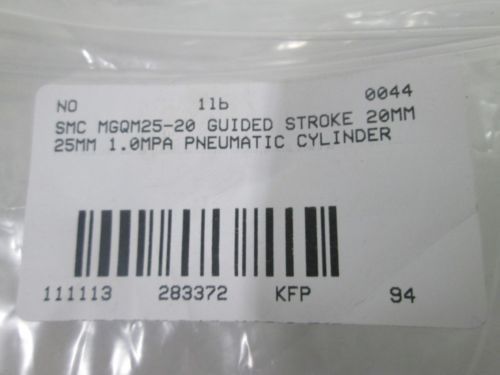 NO 1lb 0044
SMC MGQM25-20 GUIDED STROKE 20MM
25MM 1.0MPA PNEUMATIC CYLINDER
111113 283372 KFP 94